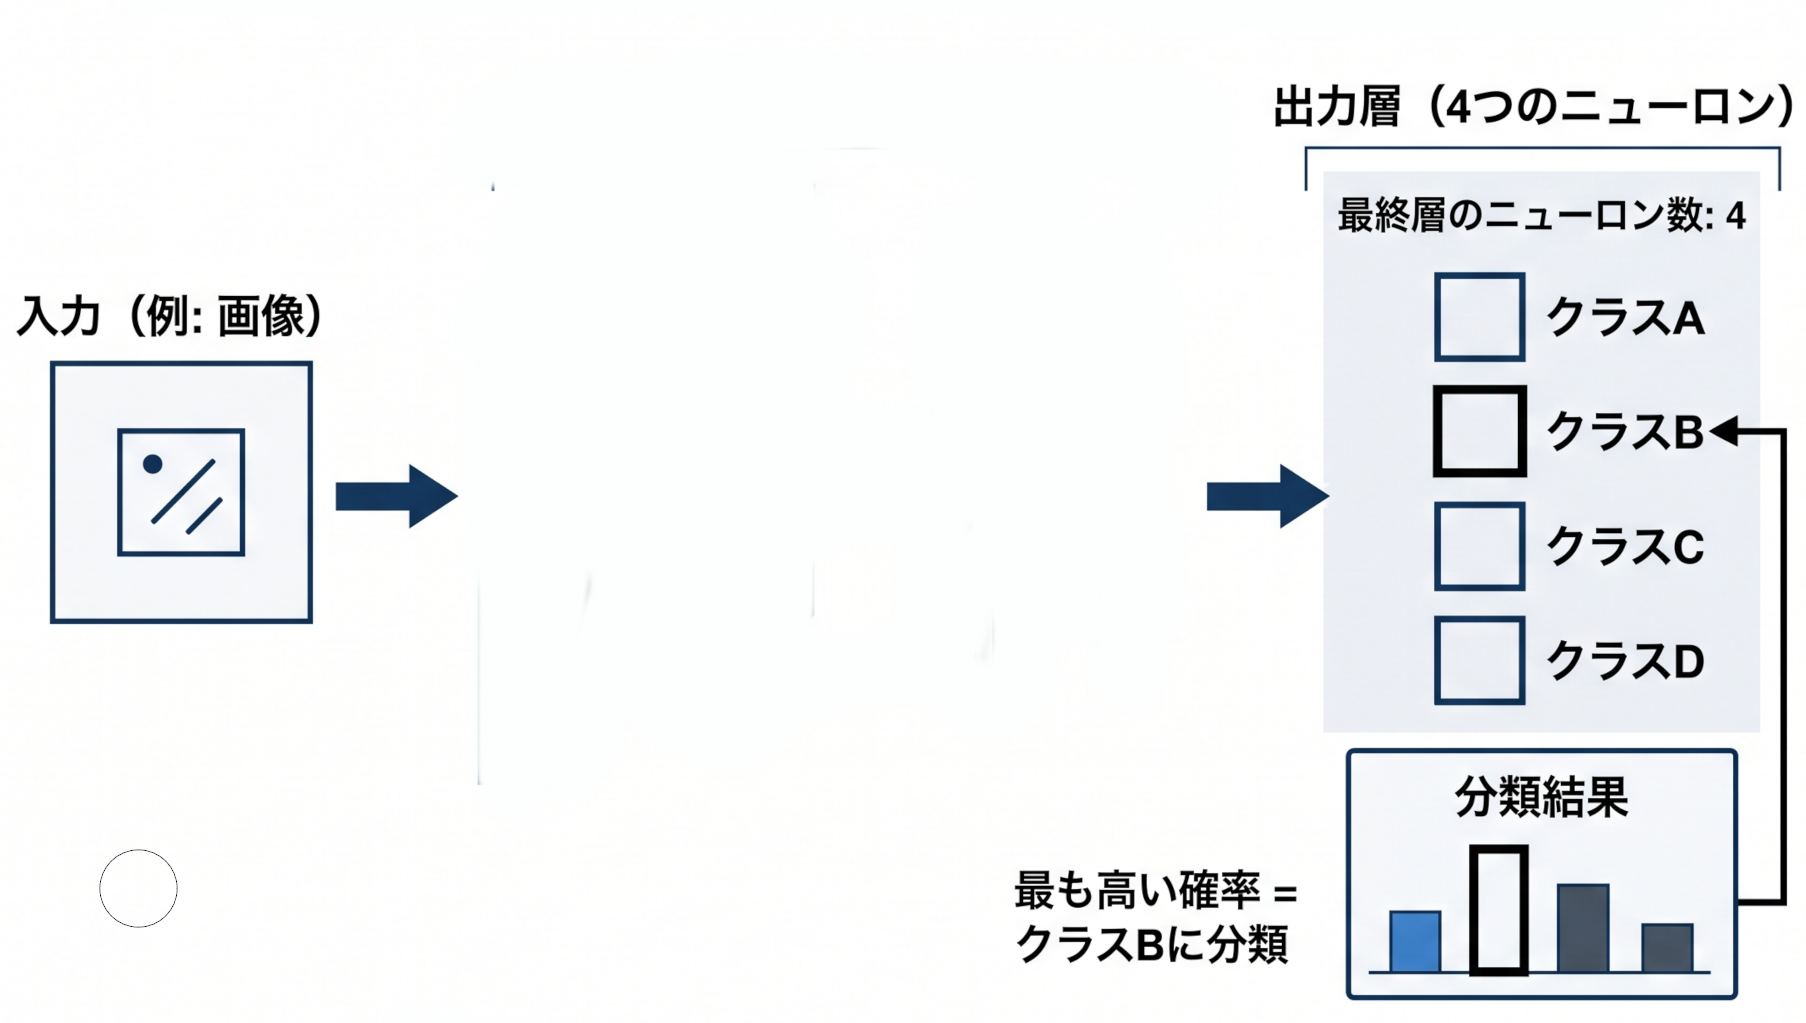 出力層（4つのニューロン）
最終層のニューロン数: 4
入力（例: 画像）
クラスA
クラスB
クラスC
クラスD
分類結果
最も高い確率 =
クラスBに分類